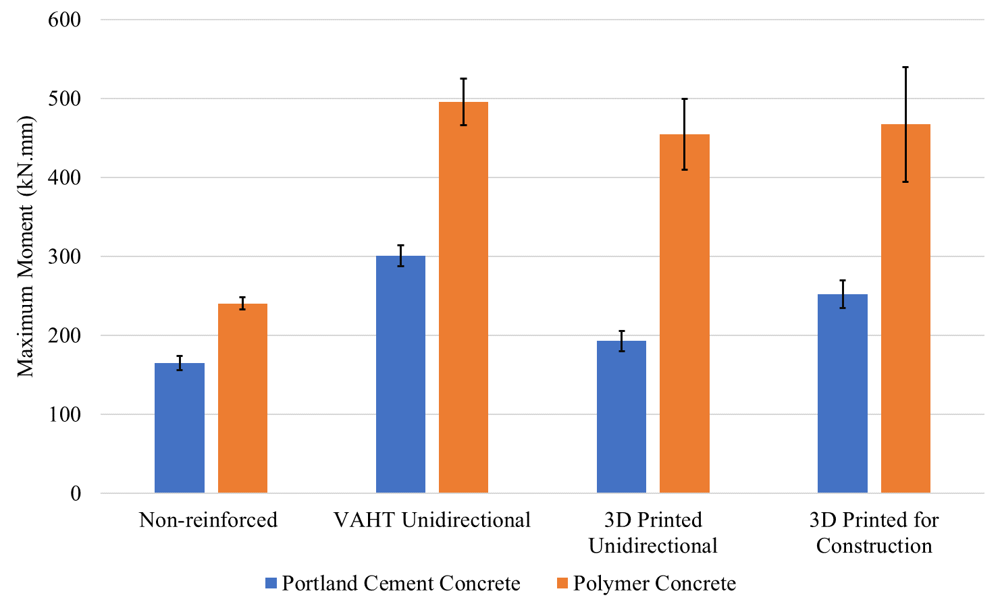 600
500
400
300
200
100
0
Maximum Moment (kN.mm)
Non-reinforced
VAHT Unidirectional
3D Printed
Unidirectional
3D Printed for
Construction
Portland Cement Concrete
Polymer Concrete